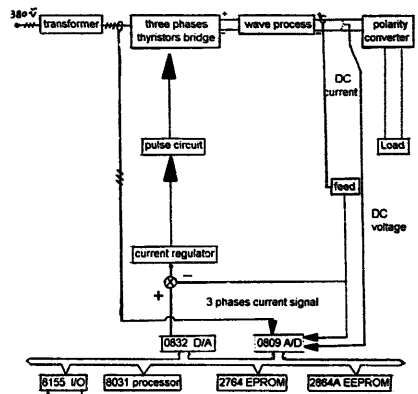 380 v
transformer
three phases
thyristors bridge
+
−
wave process
+
−
polarity
converter
DC
current
pulse circuit
Load
feed
DC
voltage
current regulator
−
+
3 phases current signal
0832 D/A
0809 A/D
8155 I/O
8031 processor
2764 EPROM
2864A EEPROM